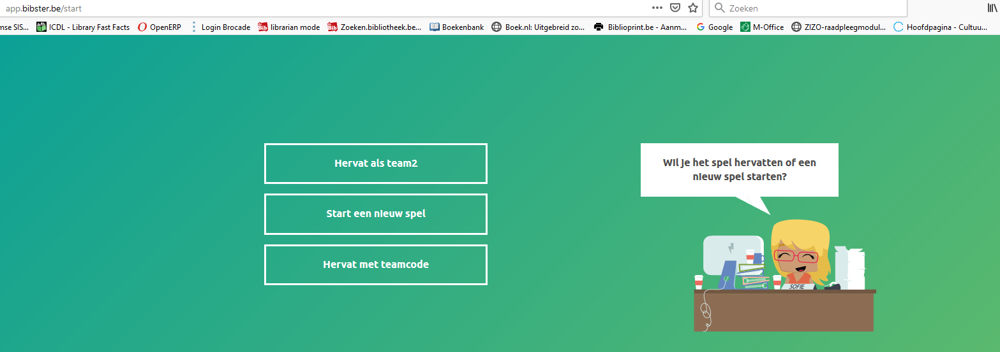 app.bibster.be/start
Zoeken
mse SIS...
ICDL - Library Fast Facts
OpenERP
Login Brocade
librarian mode
Zoeken.bibliotheek.be...
Boekenbank
Boek.nl: Uitgebreid zo...
Biblioprint.be - Aanm...
Google
M-Office
ZIZO-raadpleegmodul...
Hoofdpagina - Cultuu...
Hervat als team2
Start een nieuw spel
Hervat met teamcode
Wil je het spel hervatten of een
nieuw spel starten?
SOFIE